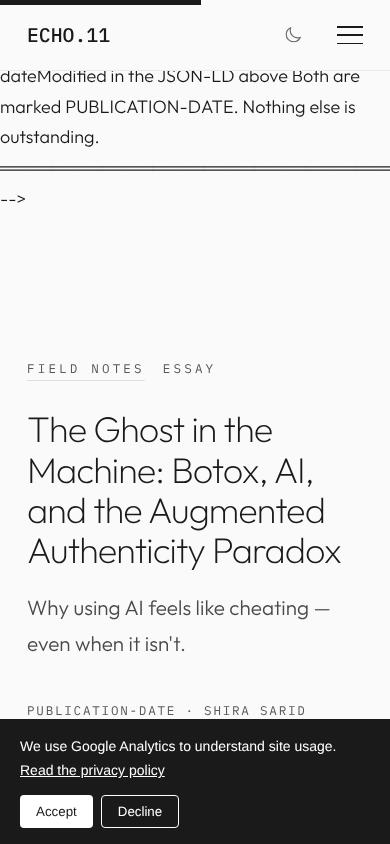 ECHO.11
dateModified in the JSON-LD above Both are
marked PUBLICATION-DATE. Nothing else is
outstanding.
-->
FIELD NOTES ESSAY
The Ghost in the
Machine: Botox, AI,
and the Augmented
Authenticity Paradox
Why using AI feels like cheating —
even when it isn't.
PUBLICATION-DATE · SHIRA SARID
We use Google Analytics to understand site usage.
Read the privacy policy
Accept Decline